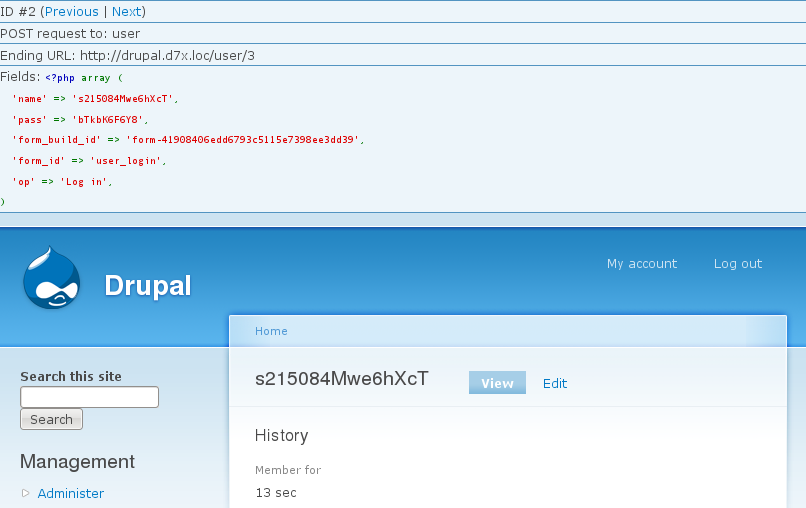 ID #2 (Previous | Next)
POST request to: user
Ending URL: http://drupal.d7x.loc/user/3
Fields: <?php array (
'name' => 's215084Mwe6hXcT',
'pass' => 'bTkbK6F6Y8',
'form_build_id' => 'form-41908406edd6793c5115e7398ee3dd39',
'form_id' => 'user_login',
'op' => 'Log in',
)
My account Log out
Drupal
Home
Search this site
s215084Mwe6hXcT View Edit
Search
History
Management
Member for
Administer
13 sec